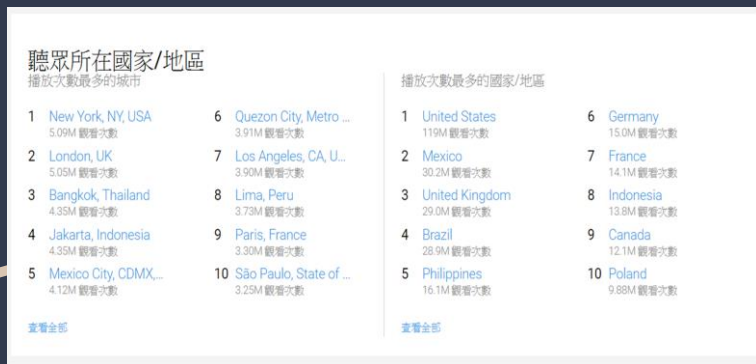 聽眾所在國家/地區
播放次數最多的城市
1 New York, NY, USA
5.09M 觀看次數
2 London, UK
5.05M 觀看次數
3 Bangkok, Thailand
4.35M 觀看次數
4 Jakarta, Indonesia
4.35M 觀看次數
5 Mexico City, CDMX,...
4.12M 觀看次數
6 Quezon City, Metro ...
3.91M 觀看次數
7 Los Angeles, CA, U...
3.90M 觀看次數
8 Lima, Peru
3.73M 觀看次數
9 Paris, France
3.30M 觀看次數
10 São Paulo, State of ...
3.25M 觀看次數
查看全部
播放次數最多的國家/地區
1 United States
119M 觀看次數
2 Mexico
30.2M 觀看次數
3 United Kingdom
29.0M 觀看次數
4 Brazil
28.9M 觀看次數
5 Philippines
16.1M 觀看次數
6 Germany
15.0M 觀看次數
7 France
14.1M 觀看次數
8 Indonesia
13.8M 觀看次數
9 Canada
12.1M 觀看次數
10 Poland
9.88M 觀看次數
查看全部